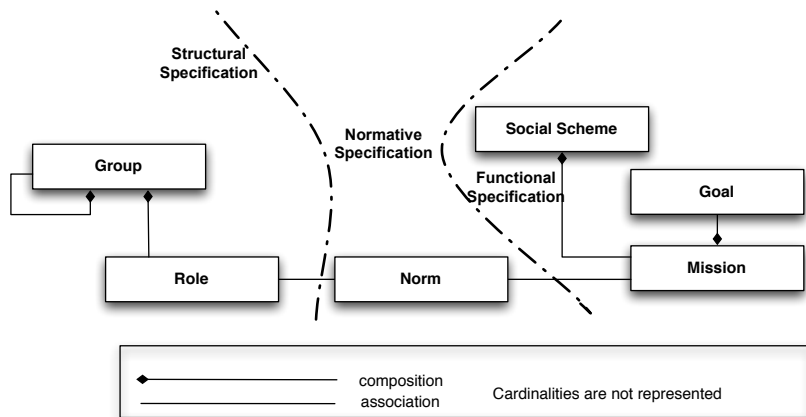 Structural
Specification
Normative
Specification
Social Scheme
Group
Functional
Specification
Goal
Role
Norm
Mission
composition
association
Cardinalities are not represented